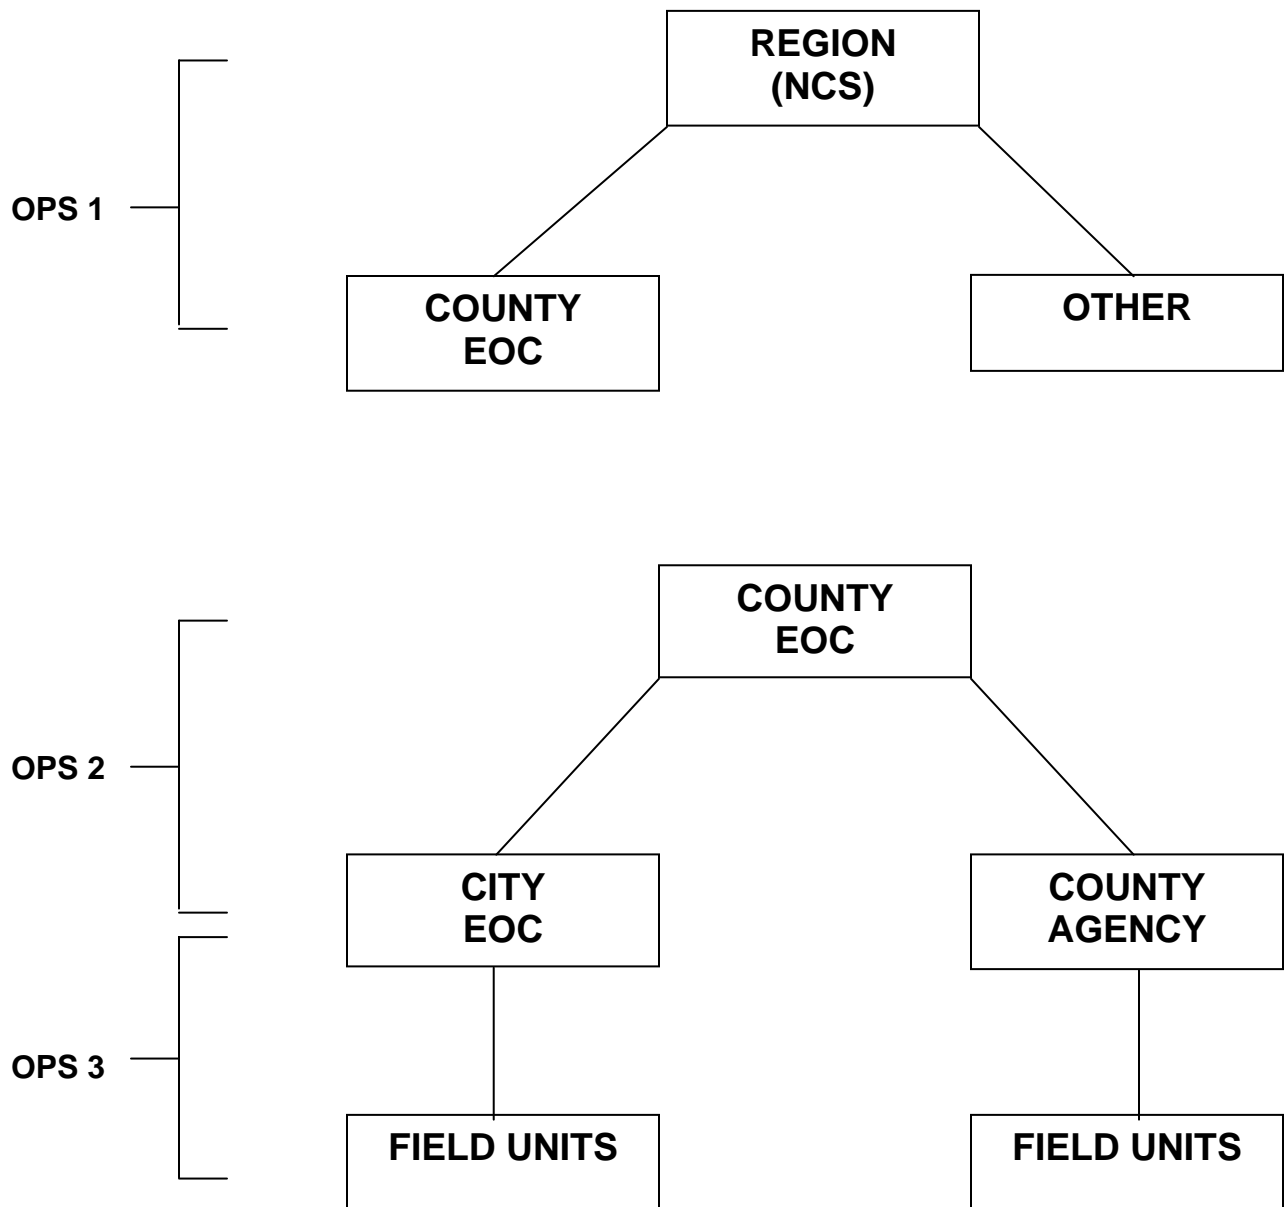 REGION
(NCS)
OPS 1
COUNTY
EOC
OTHER
COUNTY
EOC
OPS 2
CITY
EOC
COUNTY
AGENCY
OPS 3
FIELD UNITS
FIELD UNITS